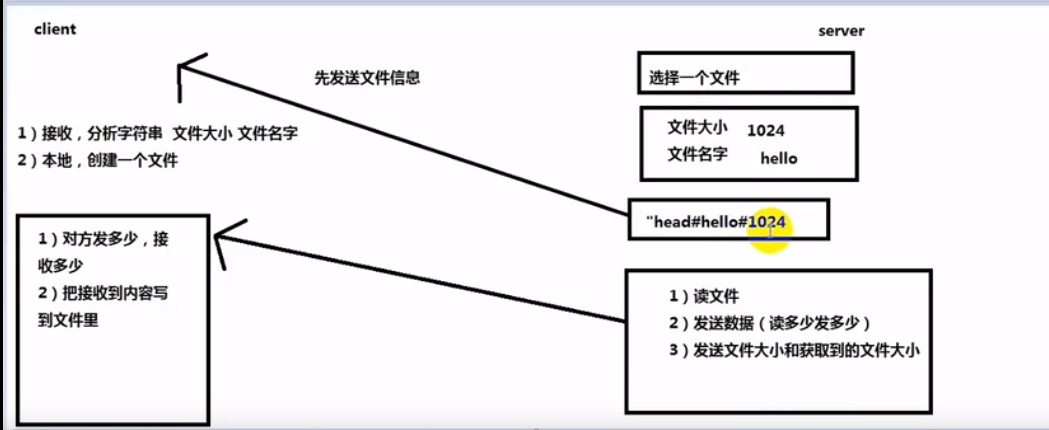 client
server
先发送文件信息
选择一个文件
文件大小 1024
文件名字 hello
1）接收，分析字符串 文件大小 文件名字
2）本地，创建一个文件
"head#hello#1024
1）对方发多少，接
收多少
2）把接收到内容写
到文件里
1）读文件
2）发送数据（读多少发多少）
3）发送文件大小和获取到的文件大小